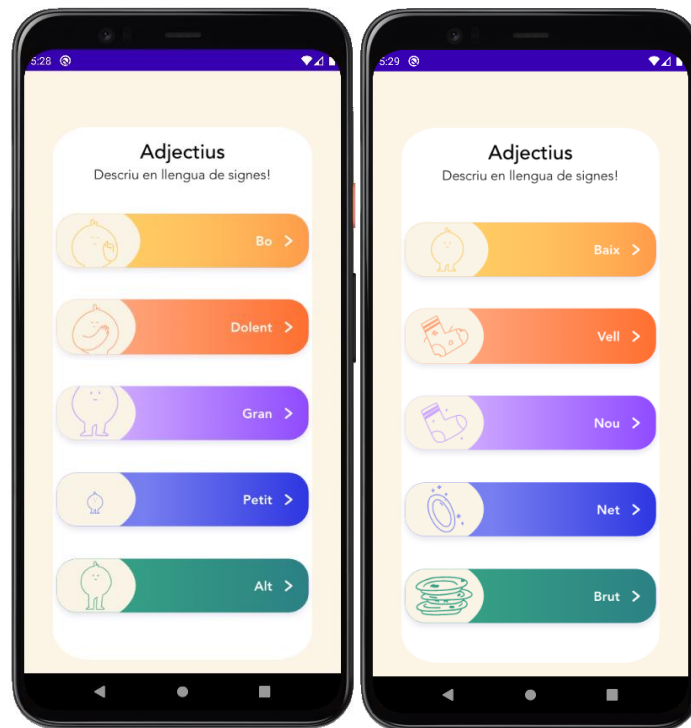 5:28
Adjectius
Descriu en llengua de signes!
Bo
Dolent
Gran
Petit
Alt
5:29
Adjectius
Descriu en llengua de signes!
Baix
Vell
Nou
Net
Brut